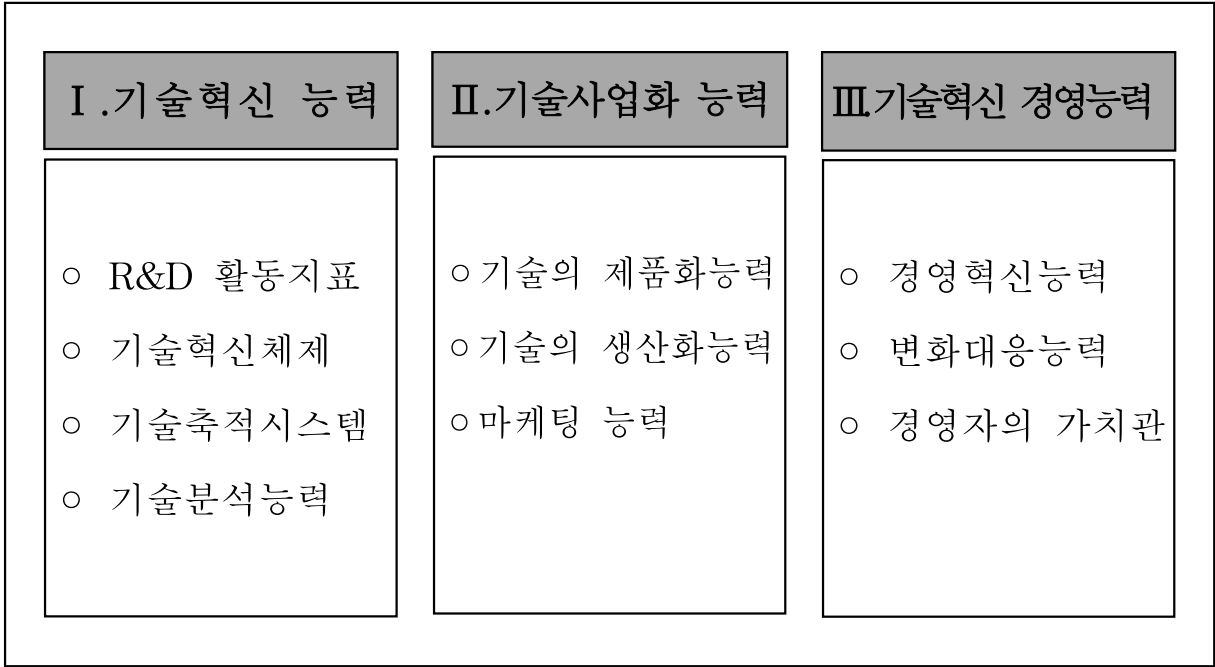 Ⅰ.기술혁신 능력
○ R&D 활동지표
○ 기술혁신체제
○ 기술축적시스템
○ 기술분석능력
Ⅱ.기술사업화 능력
○기술의 제품화능력
○기술의 생산화능력
○마케팅 능력
Ⅲ.기술혁신 경영능력
○ 경영혁신능력
○ 변화대응능력
○ 경영자의 가치관